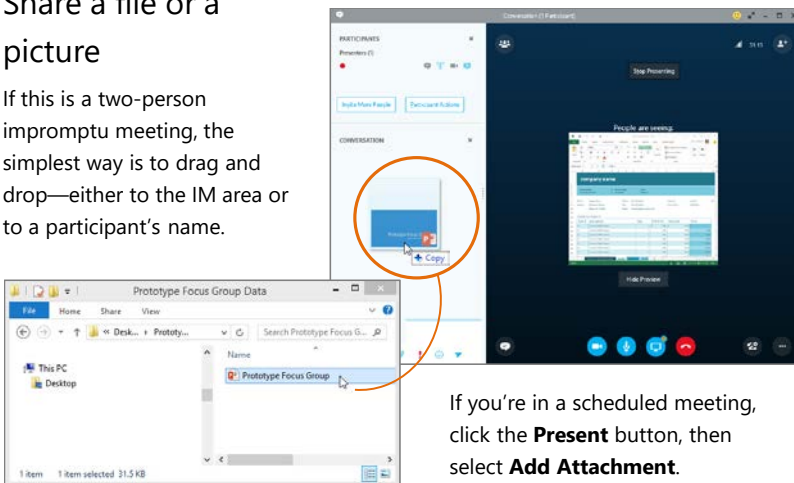 Share a file or a
picture
If this is a two-person
impromptu meeting, the
simplest way is to drag and
drop—either to the IM area or
to a participant's name.
Conversation (1 Participant)
PARTICIPANTS
Presenters (1)
Invite More People
Participant Actions
CONVERSATION
Copy
Stop Presenting
People are seeing:
company name
Hide Preview
Prototype Focus Group Data
File Home Share View
Desk... Prototy...
Search Prototype Focus G...
This PC
Desktop
Name
Prototype Focus Group
1 item 1 item selected 31.5 KB
If you're in a scheduled meeting,
click the Present button, then
select Add Attachment.